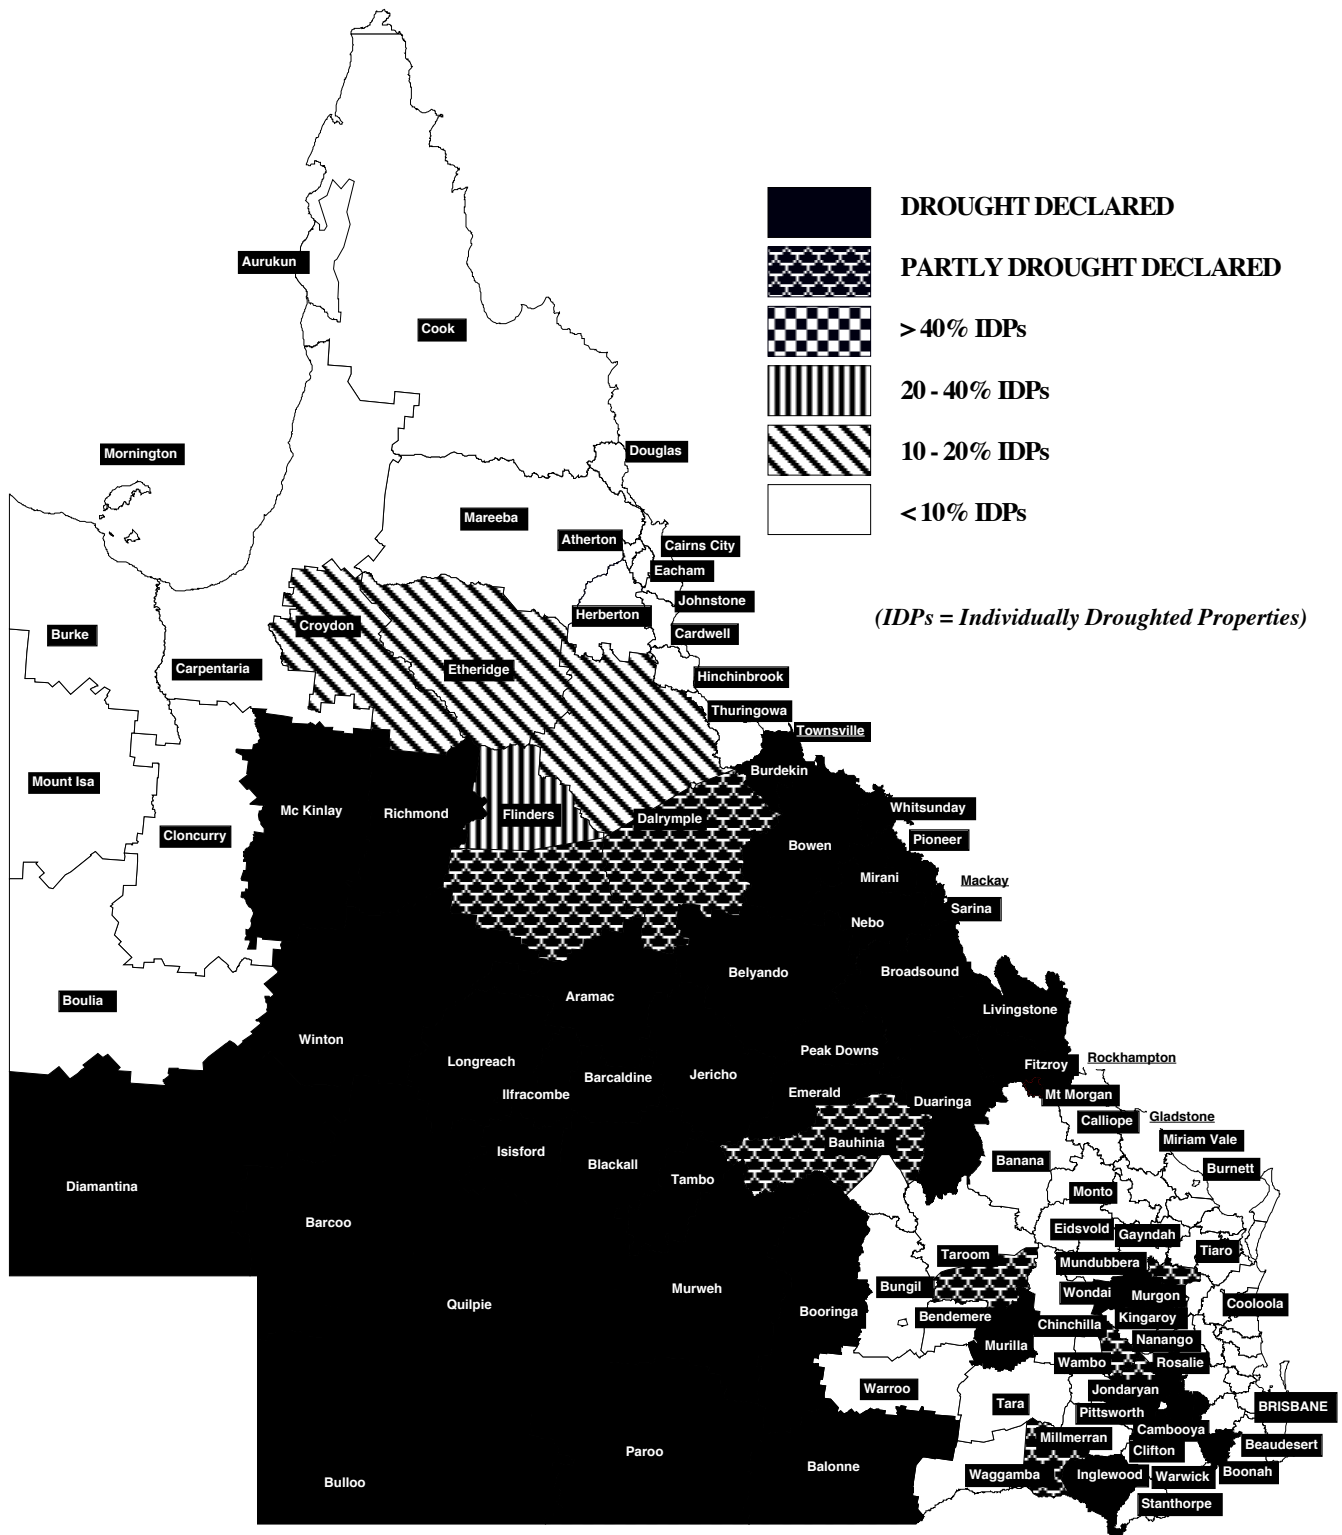 DROUGHT DECLARED
PARTLY DROUGHT DECLARED
> 40% IDPs
20 - 40% IDPs
10 - 20% IDPs
< 10% IDPs
(IDPs = Individually Droughted Properties)
Aurukun
Cook
Mornington
Douglas
Mareeba
Atherton
Cairns City
Eacham
Johnstone
Herberton
Croydon
Burke
Cardwell
Carpentaria
Etheridge
Hinchinbrook
Thuringowa
Townsville
Burdekin
Mount Isa
Mc Kinlay
Richmond
Flinders
Dalrymple
Whitsunday
Cloncurry
Pioneer
Bowen
Mirani
Mackay
Sarina
Nebo
Belyando
Broadsound
Boulia
Aramac
Livingstone
Winton
Peak Downs
Longreach
Rockhampton
Fitzroy
Barcaldine
Jericho
Ilfracombe
Emerald
Duaringa
Mt Morgan
Calliope
Gladstone
Miriam Vale
Isisford
Bauhinia
Blackall
Banana
Burnett
Tambo
Diamantina
Monto
Barcoo
Eidsvold
Gayndah
Taroom
Tiaro
Mundubbera
Bungil
Murweh
Wondai
Murgon
Quilpie
Cooloola
Booringa
Bendemere
Chinchilla
Kingaroy
Nanango
Murilla
Wambo
Rosalie
Warroo
Jondaryan
Tara
BRISBANE
Pittsworth
Cambooya
Millmerran
Beaudesert
Paroo
Clifton
Balonne
Boonah
Waggamba
Inglewood
Warwick
Bulloo
Stanthorpe